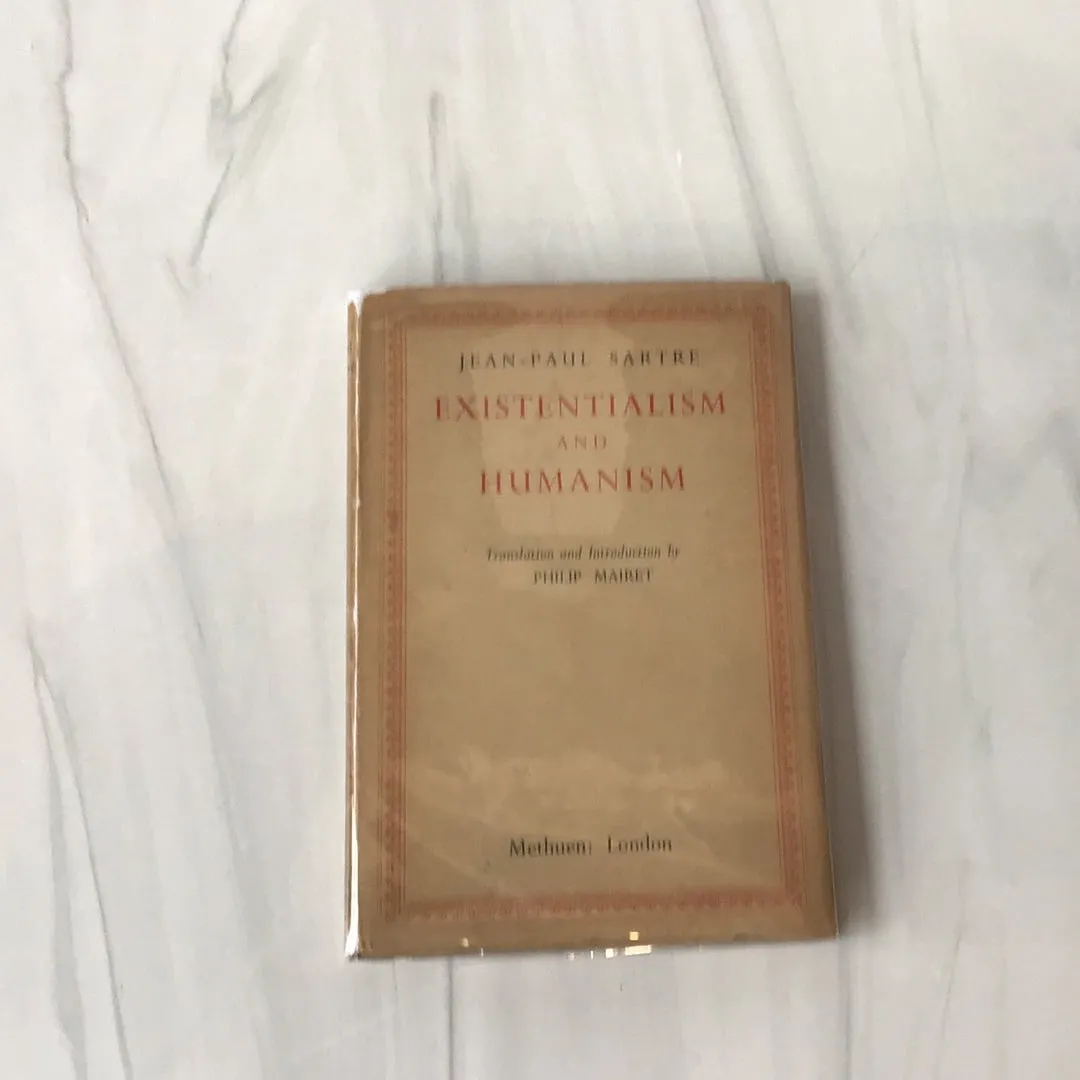 JEAN-PAUL SARTRE
EXISTENTIALISM
AND
HUMANISM
Translation and Introduction by
PHILIP MAIRET
Methuen: London